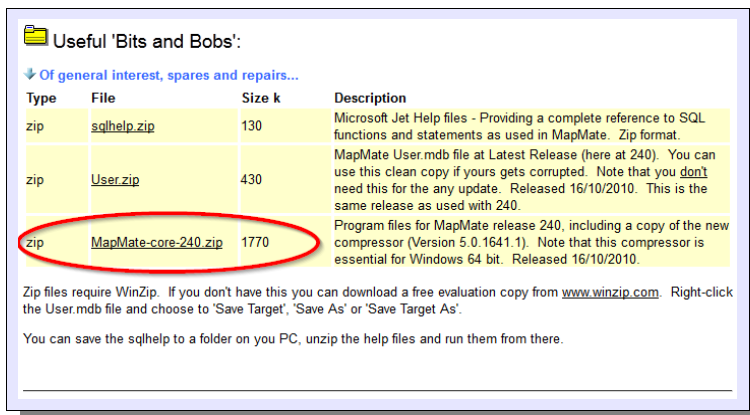 Useful 'Bits and Bobs':
Of general interest, spares and repairs...
Type File Size k Description
zip sqlhelp.zip 130 Microsoft Jet Help files - Providing a complete reference to SQL
functions and statements as used in MapMate. Zip format.
MapMate User.mdb file at Latest Release (here at 240). You can
use this clean copy if yours gets corrupted. Note that you don't
zip User.zip 430 need this for the any update. Released 16/10/2010. This is the
same release as used with 240.
Program files for MapMate release 240, including a copy of the new
zip MapMate-core-240.zip 1770 compressor (Version 5.0.1641.1). Note that this compressor is
essential for Windows 64 bit. Released 16/10/2010.
Zip files require WinZip. If you don't have this you can download a free evaluation copy from www.winzip.com. Right-click
the User.mdb file and choose to 'Save Target', 'Save As' or 'Save Target As'.
You can save the sqlhelp to a folder on you PC, unzip the help files and run them from there.